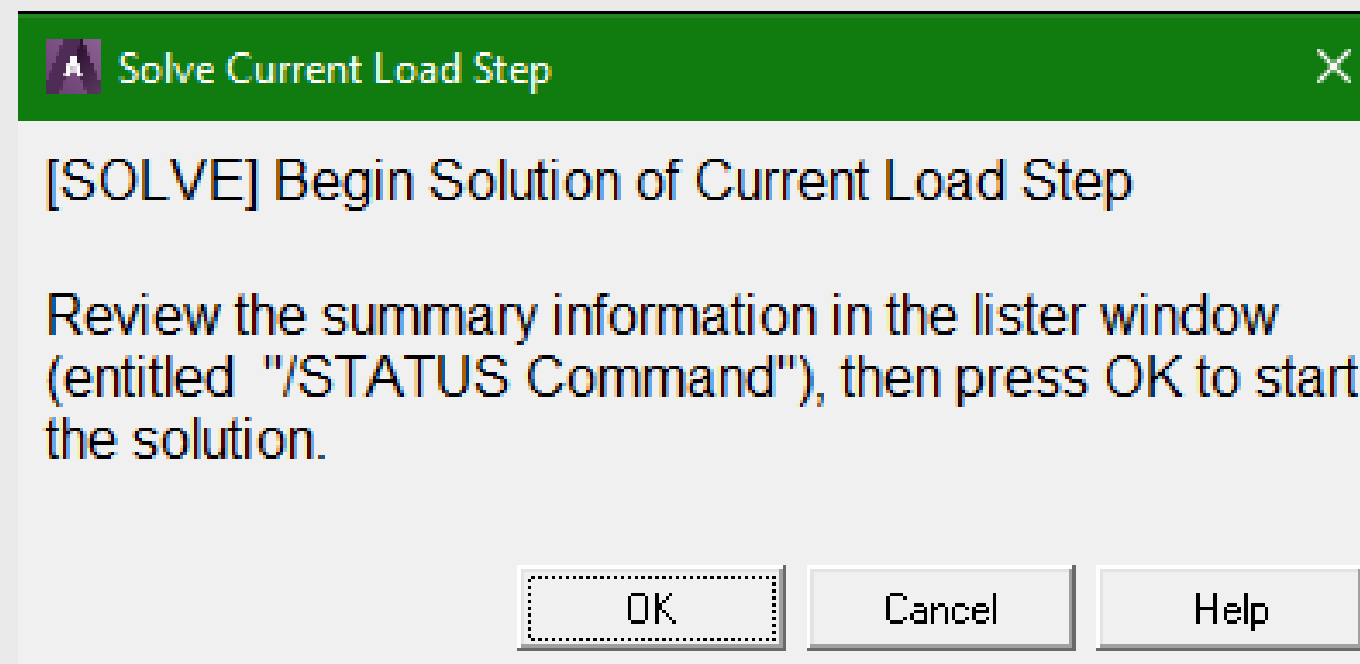 Solve Current Load Step
[SOLVE] Begin Solution of Current Load Step
Review the summary information in the lister window
(entitled  "/STATUS Command"), then press OK to start
the solution.
OK Cancel Help